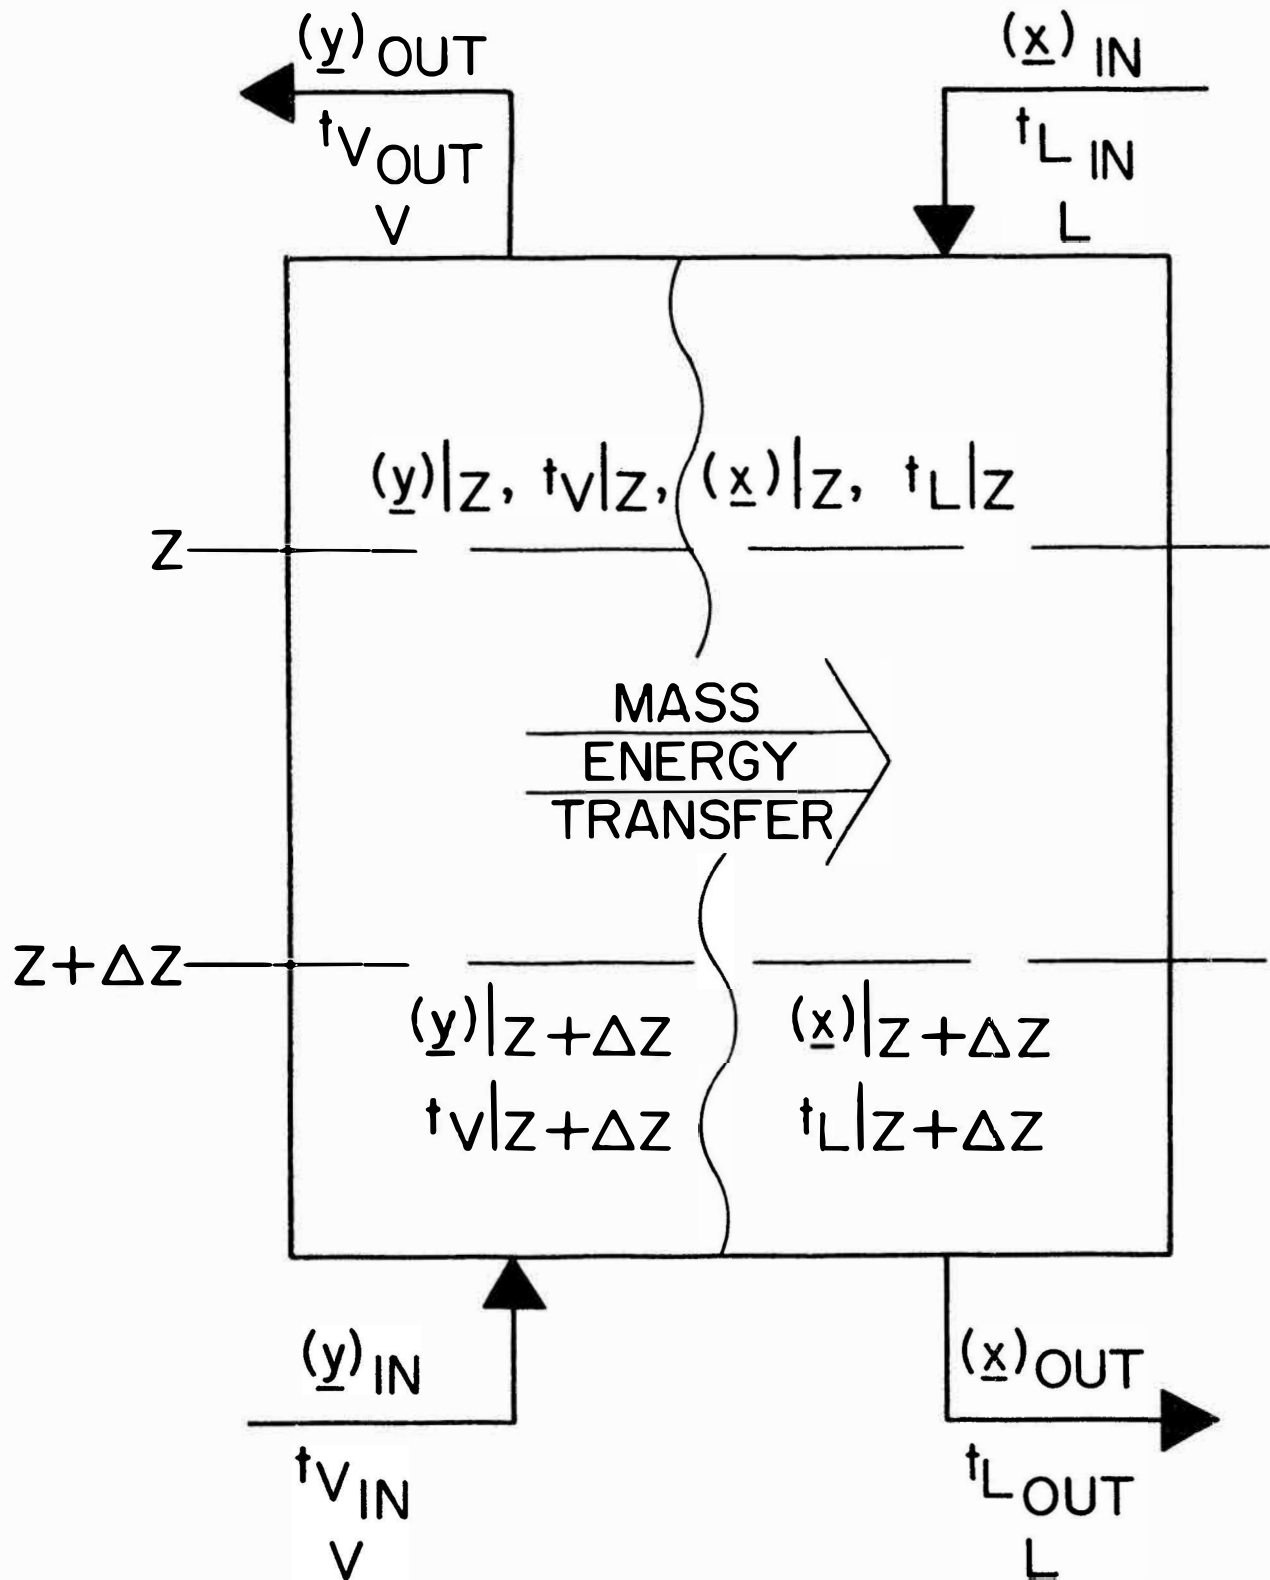 (y) OUT
tV OUT
V
(x) IN
tL IN
L
(y)|Z, tV|Z, (x)|Z, tL|Z
Z
MASS
ENERGY
TRANSFER
Z+ΔZ
(y)|Z+ΔZ (x)|Z+ΔZ
tV|Z+ΔZ tL|Z+ΔZ
(y) IN
tV IN
V
(x) OUT
tL OUT
L